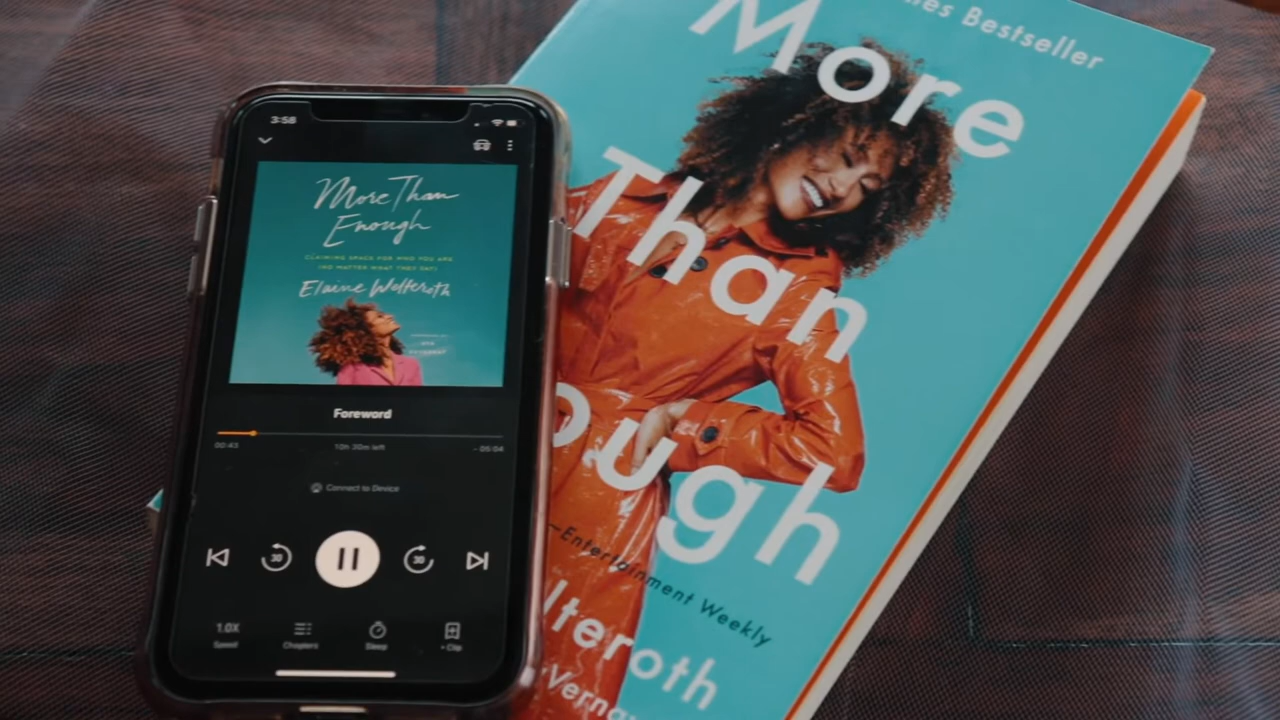 3:58
More Than
Enough
CLAIMING SPACE FOR WHO YOU ARE
(NO MATTER WHAT THEY SAY)
Elaine Welteroth
Foreword
00:43
10h 30m left
- 05:04
Connect to Device
30
30
1.0X
Speed
Chapters
Sleep
+ Clip
Bestseller
More
Than
ough
—Entertainment Weekly
lteroth